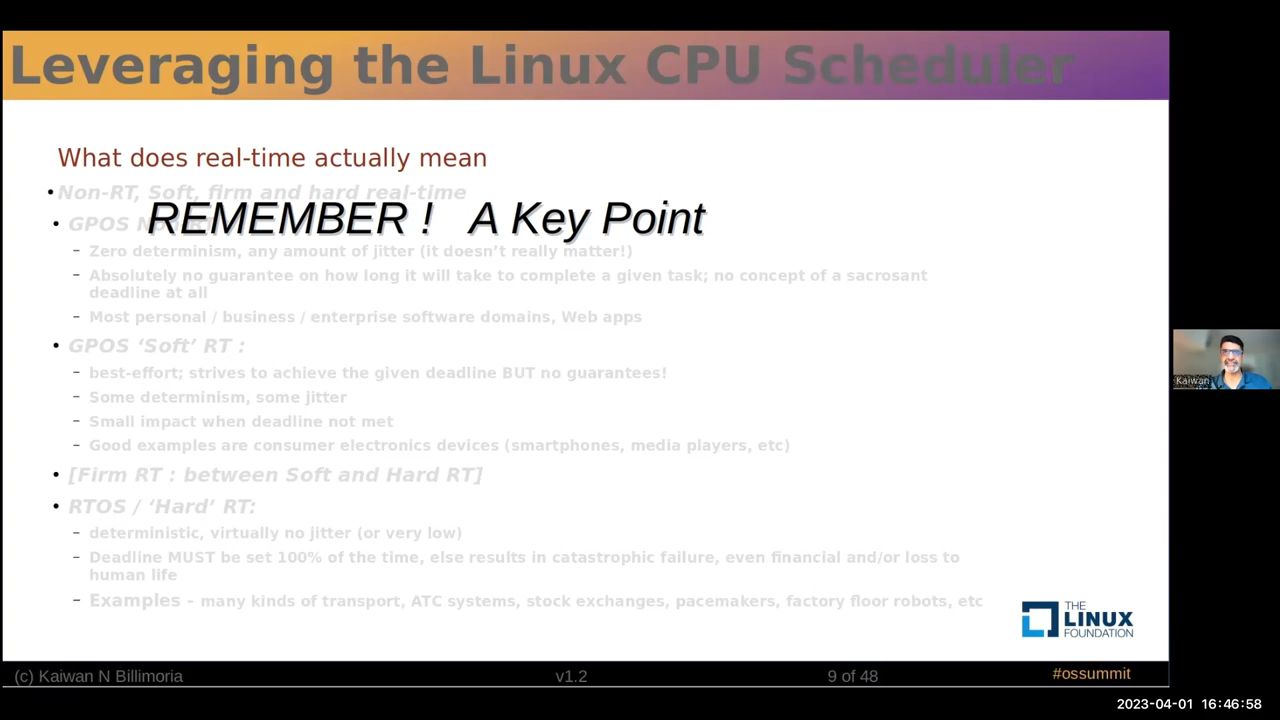 Leveraging the Linux CPU Scheduler
What does real-time actually mean
• Non-RT, Soft, firm and hard real-time
REMEMBER ! A Key Point
• GPOS
– Zero determinism, any amount of jitter (it doesn't really matter!)
– Absolutely no guarantee on how long it will take to complete a given task; no concept of a sacrosant
deadline at all
– Most personal / business / enterprise software domains, Web apps
• GPOS ‘Soft’ RT :
– best-effort; strives to achieve the given deadline BUT no guarantees!
– Some determinism, some jitter
– Small impact when deadline not met
– Good examples are consumer electronics devices (smartphones, media players, etc)
• [Firm RT : between Soft and Hard RT]
• RTOS / ‘Hard’ RT:
– deterministic, virtually no jitter (or very low)
– Deadline MUST be set 100% of the time, else results in catastrophic failure, even financial and/or loss to
human life
– Examples – many kinds of transport, ATC systems, stock exchanges, pacemakers, factory floor robots, etc
THE
LINUX
FOUNDATION
(c) Kaiwan N Billimoria v1.2 9 of 48 #ossummit
Kaiwan
2023-04-01 16:46:58